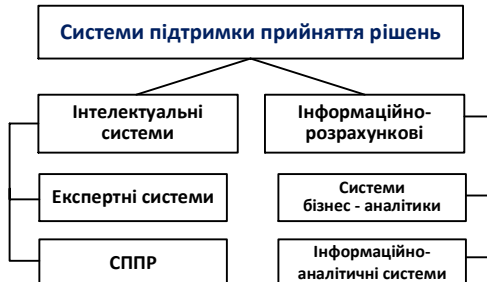 Системи підтримки прийняття рішень
Інтелектуальні
системи
Інформаційно-
розрахункові
Експертні системи
Системи
бізнес - аналітики
СППР
Інформаційно-
аналітичні системи